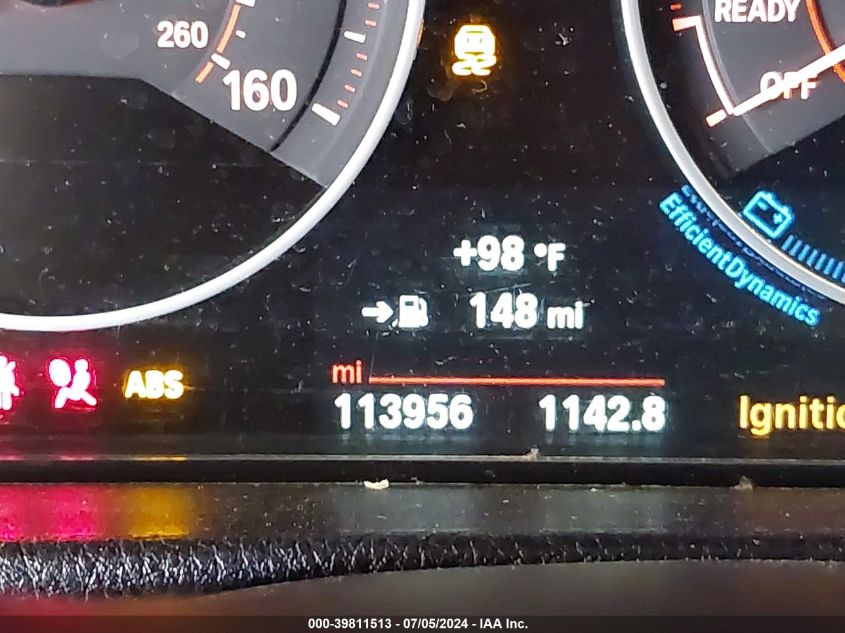 260
160
READY
OFF
EfficientDynamics
+98 °F
148 mi
mi
ABS
113956 1142.8
000-39811513 - 07/05/2024 - IAA Inc.